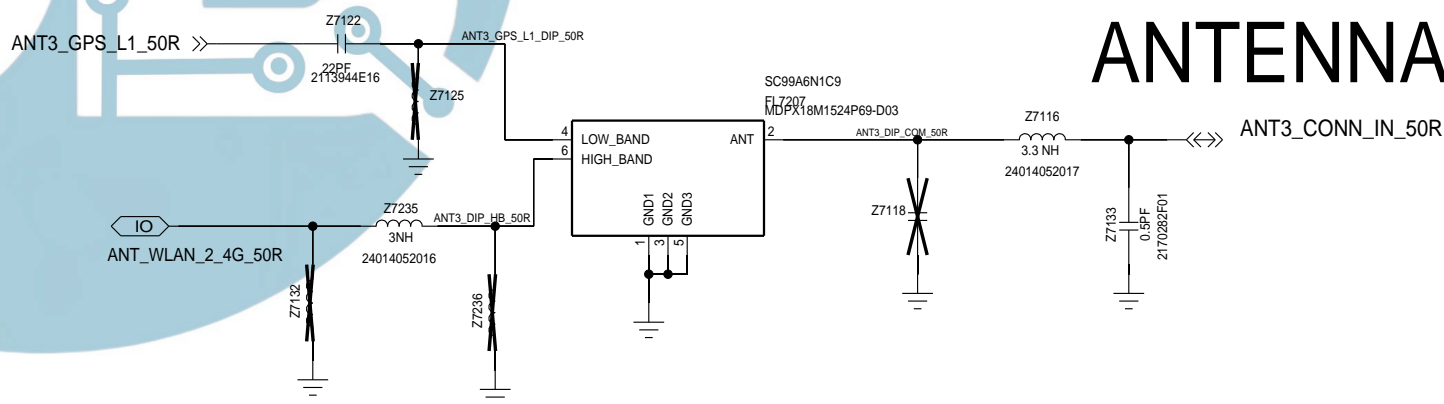 ANTENNA
Z7122
ANT3_GPS_L1_50R
ANT3_GPS_L1_DIP_50R
22PF
2113944E16
Z7125
SC99A6N1C9
FL7207
MDPX18M1524P69-D03
Z7116
4
LOW_BAND
ANT
2
ANT3_DIP_COM_50R
ANT3_CONN_IN_50R
6
HIGH_BAND
3.3 NH
24014052017
GND1
GND2
GND3
1
3
5
Z7118
Z7133
0.5PF
2170282F01
Z7235
IO
ANT3_DIP_HB_50R
3NH
ANT_WLAN_2_4G_50R
24014052016
Z7132
Z7236